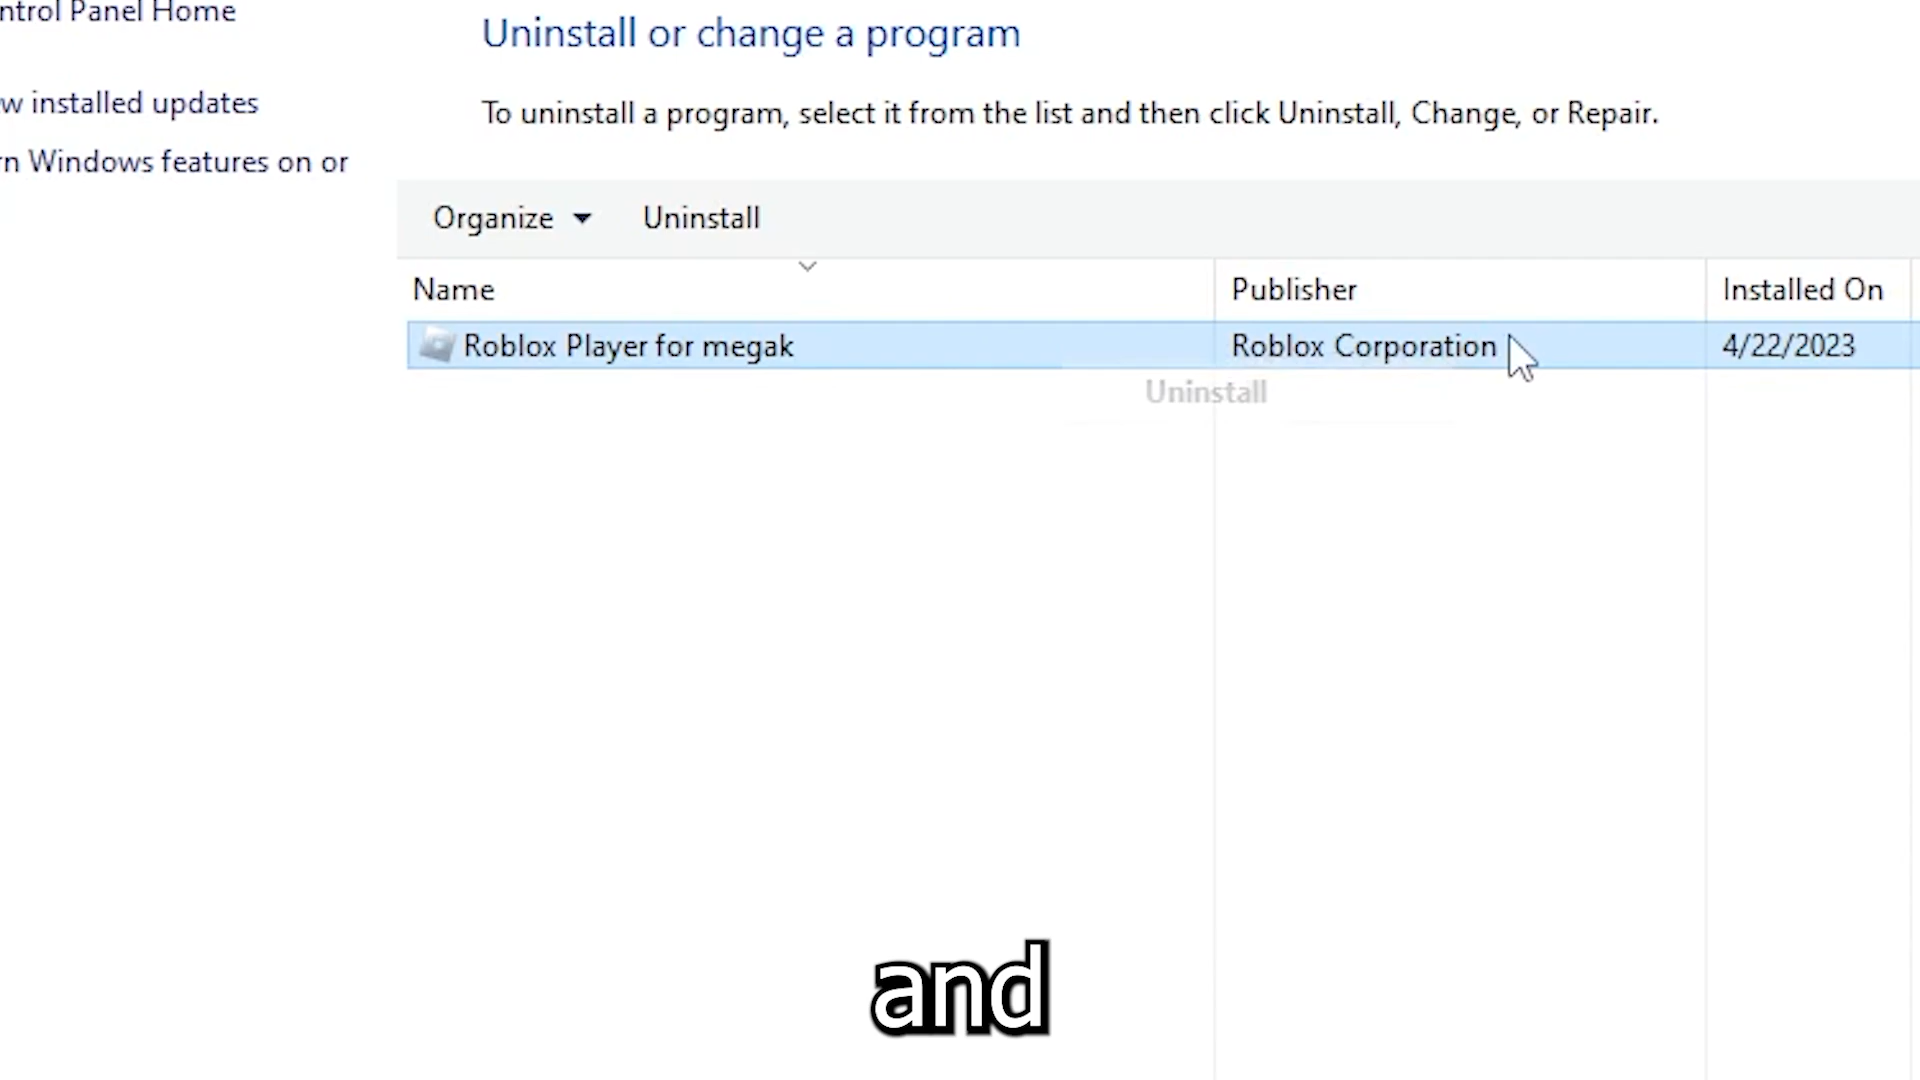 ntrol Panel Home
w installed updates
rn Windows features on or
Uninstall or change a program
To uninstall a program, select it from the list and then click Uninstall, Change, or Repair.
Organize Uninstall
Name Publisher Installed On
Roblox Player for megak Roblox Corporation 4/22/2023
Uninstall
and